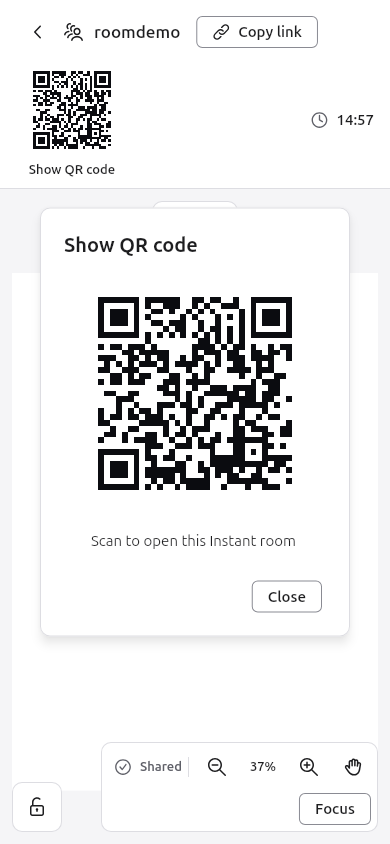 roomdemo
Copy link
Show QR code
14:57
Show QR code
Scan to open this Instant room
Close
Shared
37%
Focus